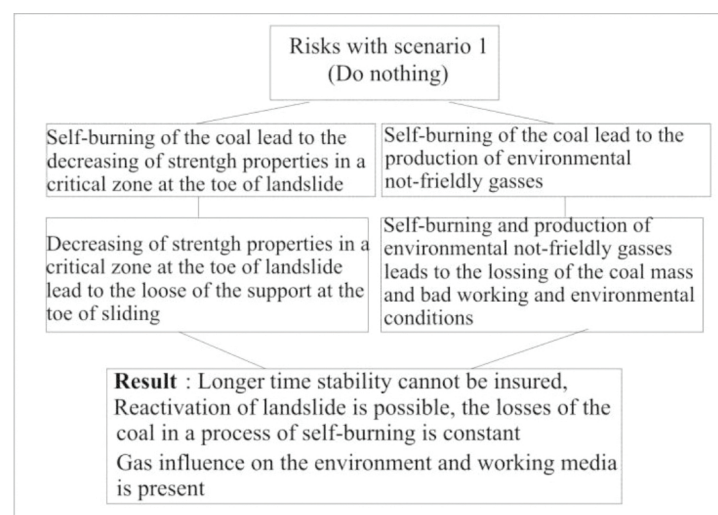 Risks with scenario 1
(Do nothing)
Self-burning of the coal lead to the
decreasing of strentgh properties in a
critical zone at the toe of landslide
Self-burning of the coal lead to the
production of environmental
not-frieldly gasses
Decreasing of strentgh properties in a
critical zone at the toe of landslide
lead to the loose of the support at the
toe of sliding
Self-burning and production of
environmental not-frieldly gasses
leads to the lossing of the coal mass
and bad working and environmental
conditions
Result : Longer time stability cannot be insured,
Reactivation of landslide is possible, the losses of the
coal in a process of self-burning is constant
Gas influence on the environment and working media
is present